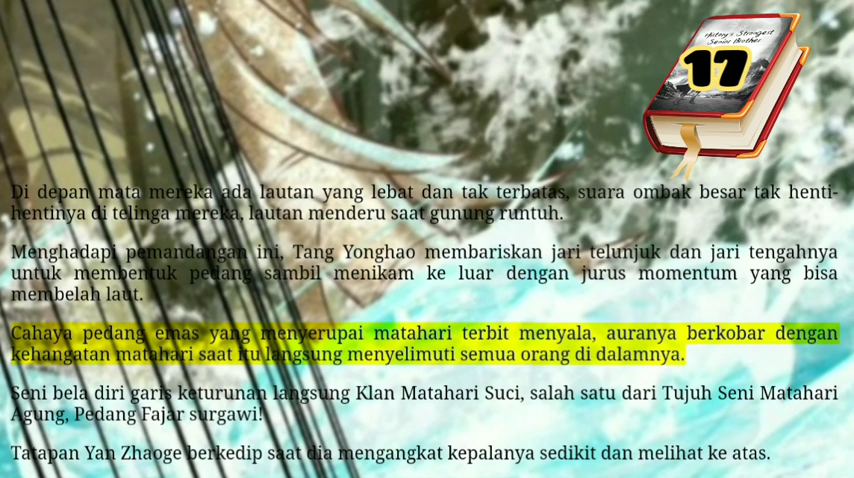 History's Strongest
Senior Brother
17
Di depan mata mereka ada lautan yang lebat dan tak terbatas, suara ombak besar tak henti-
hentinya di telinga mereka, lautan menderu saat gunung runtuh.
Menghadapi pemandangan ini, Tang Yonghao membariskan jari telunjuk dan jari tengahnya
untuk membentuk pedang sambil menikam ke luar dengan jurus momentum yang bisa
membelah laut.
Cahaya pedang emas yang menyerupai matahari terbit menyala, auranya berkobar dengan
kehangatan matahari saat itu langsung menyelimuti semua orang di dalamnya.
Seni bela diri garis keturunan langsung Klan Matahari Suci, salah satu dari Tujuh Seni Matahari
Agung, Pedang Fajar surgawi!
Tatapan Yan Zhaoge berkedip saat dia mengangkat kepalanya sedikit dan melihat ke atas.